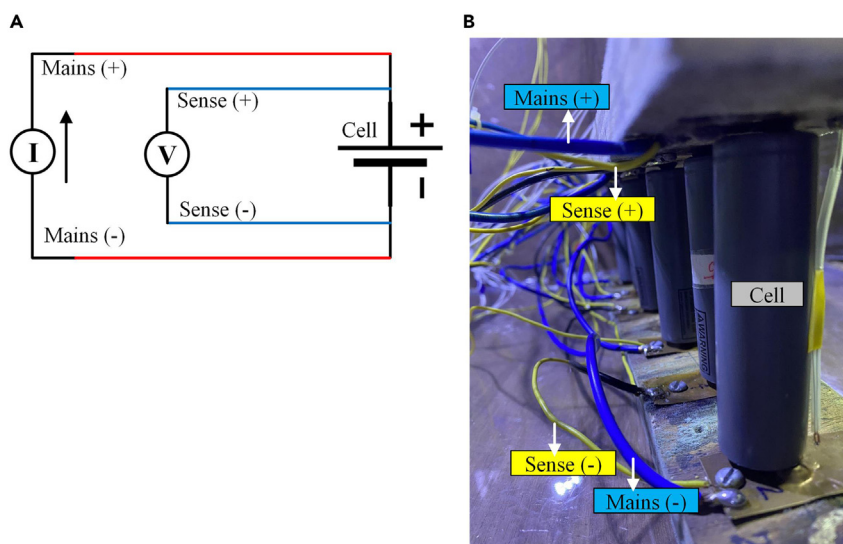 A
B
Mains (+)
Sense (+)
Cell
+
I
V
-
Sense (-)
Mains (-)
Mains (+)
Sense (+)
Cell
WARNING
Sense (-)
Mains (-)